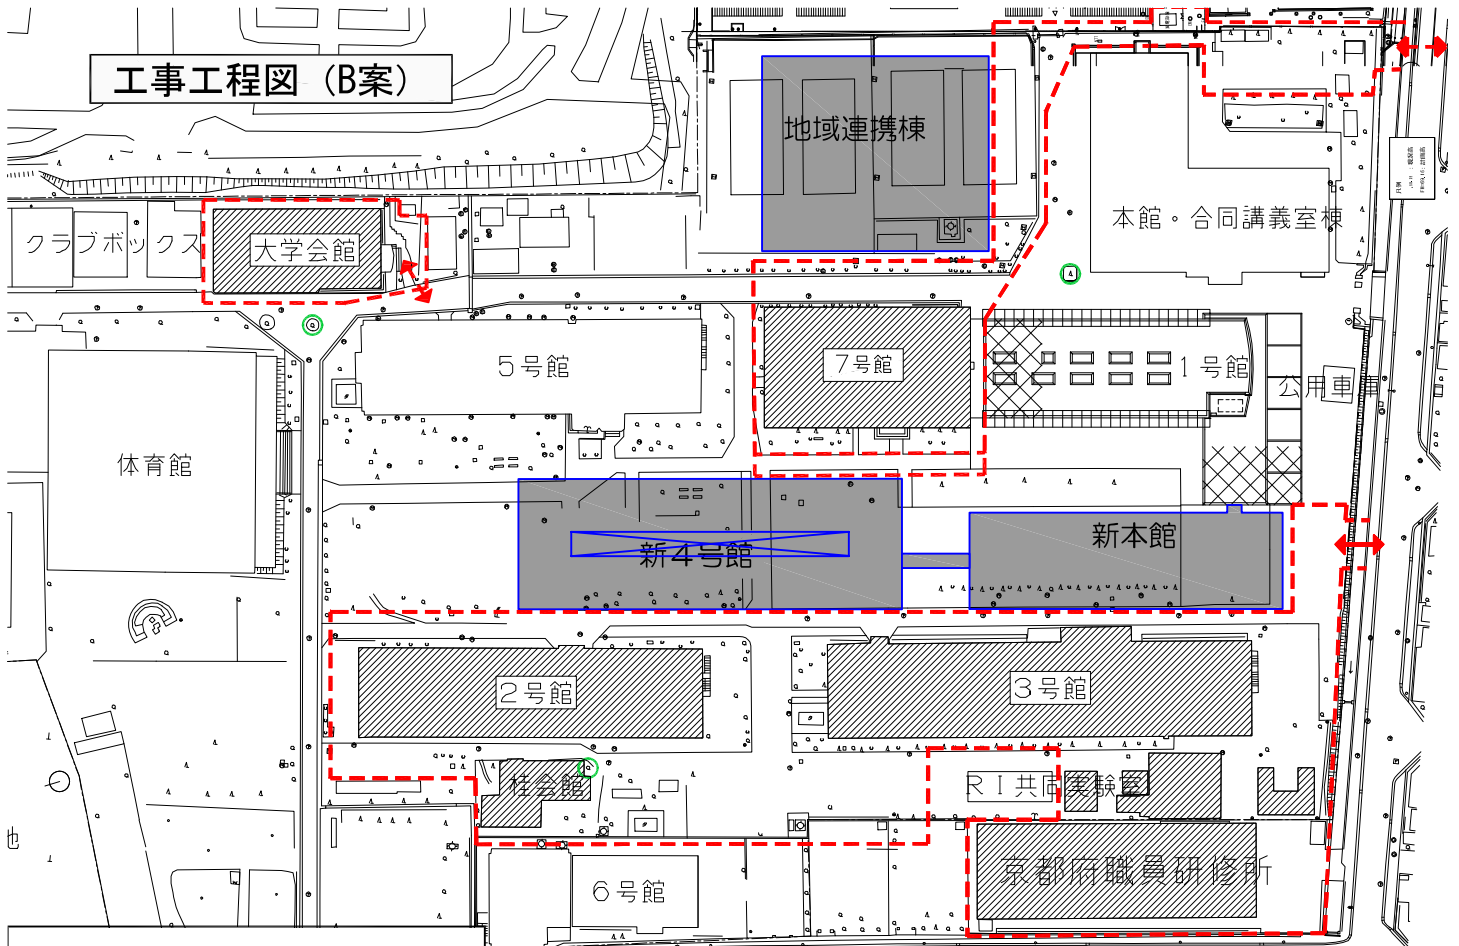 工事工程図（B案）
地域連携棟
本館・合同講義室棟
クラブボックス
大学会館
5号館
7号館
1号館
公用車庫
体育館
新4号館
新本館
2号館
3号館
桂会館
RI共同実験室
京都府職員研修所
6号館